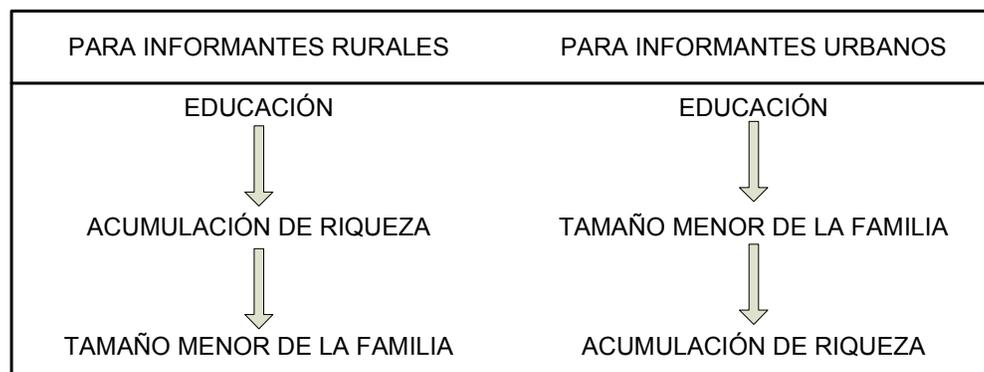 PARA INFORMANTES RURALES
PARA INFORMANTES URBANOS
EDUCACIÓN
ACUMULACIÓN DE RIQUEZA
TAMAÑO MENOR DE LA FAMILIA
EDUCACIÓN
TAMAÑO MENOR DE LA FAMILIA
ACUMULACIÓN DE RIQUEZA